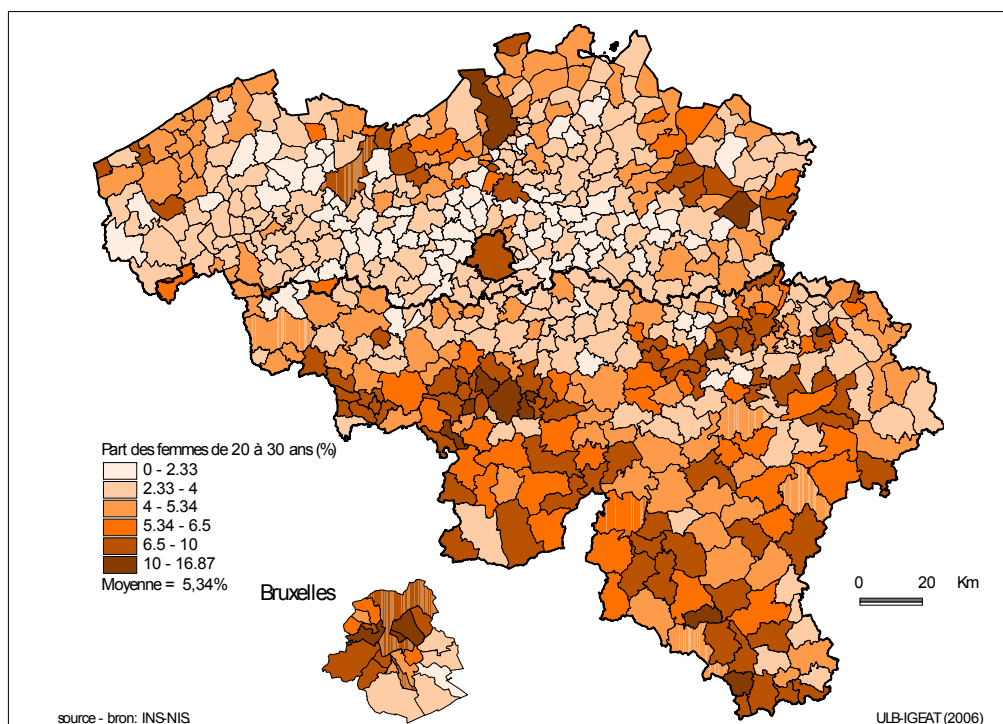 Part des femmes de 20 à 30 ans (%)
0 - 2.33
2.33 - 4
4 - 5.34
5.34 - 6.5
6.5 - 10
10 - 16.87
Moyenne = 5,34%
Bruxelles
0 20 Km
source - bron: INS-NIS.
ULB-IGEAT (2006)